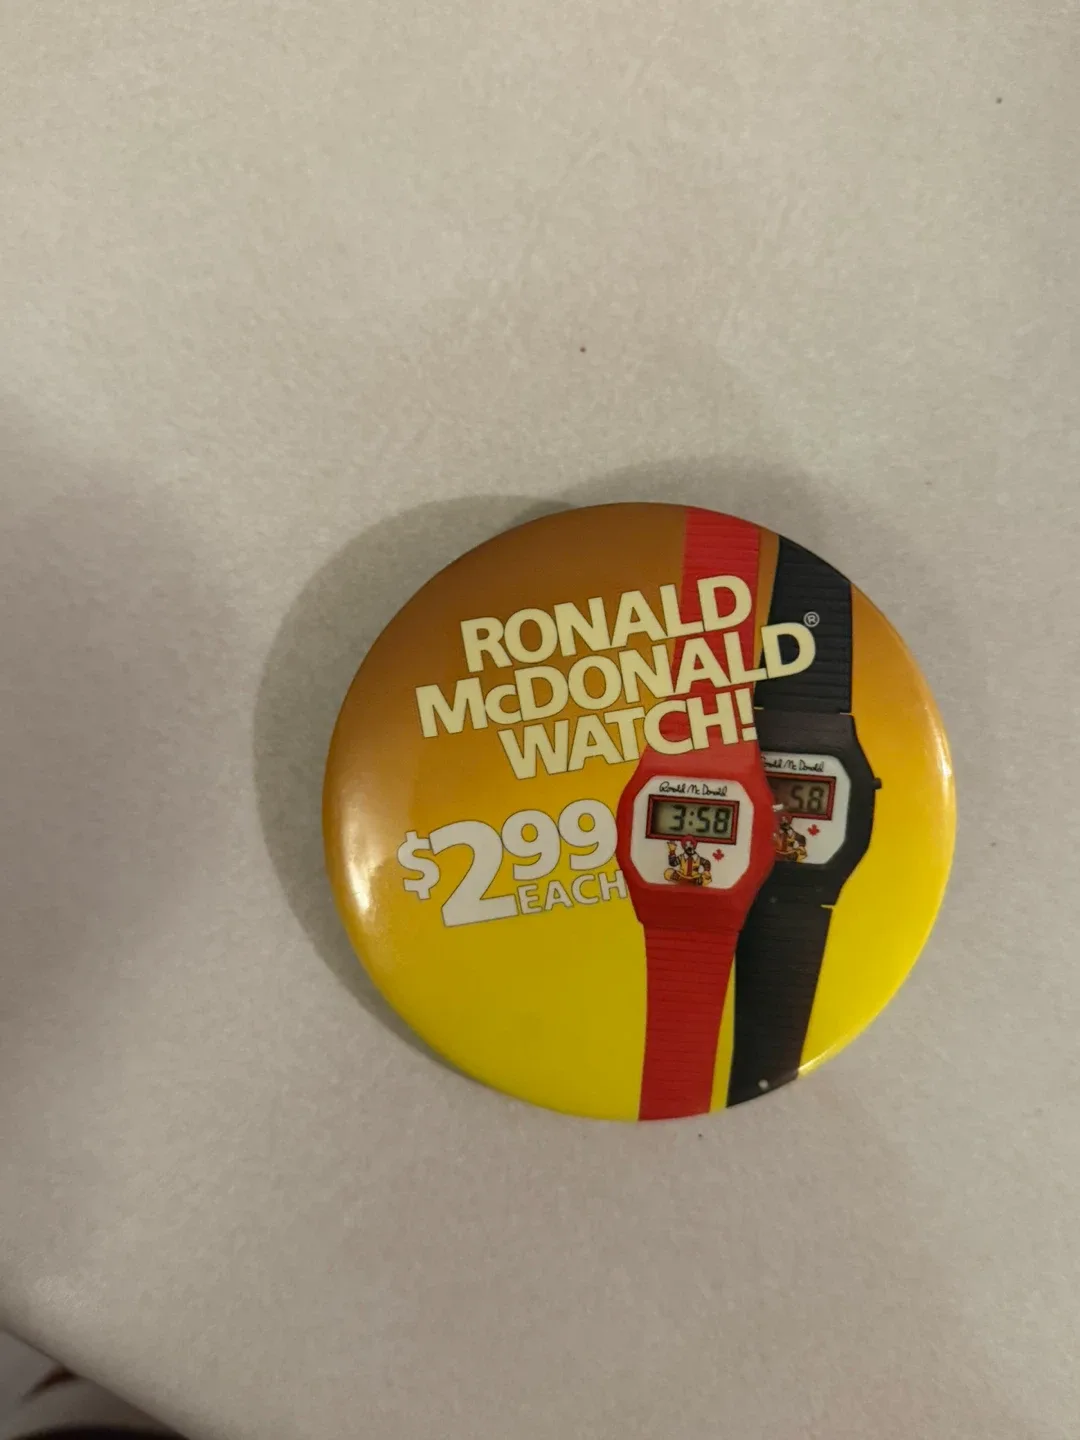 RONALD
McDONALD®
WATCH!
$2.99
EACH
Ronald McDonald
3:58
Ronald McDonald
58